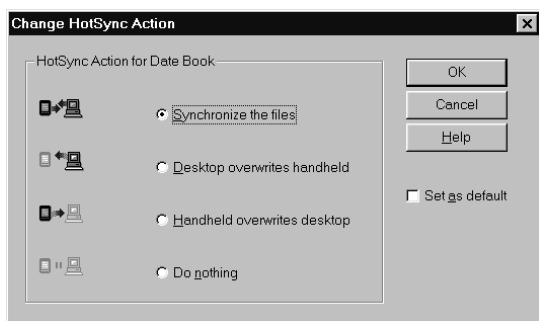 Change HotSync Action
HotSync Action for Date Book
Synchronize the files
Desktop overwrites handheld
Handheld overwrites desktop
Do nothing
OK
Cancel
Help
Set as default